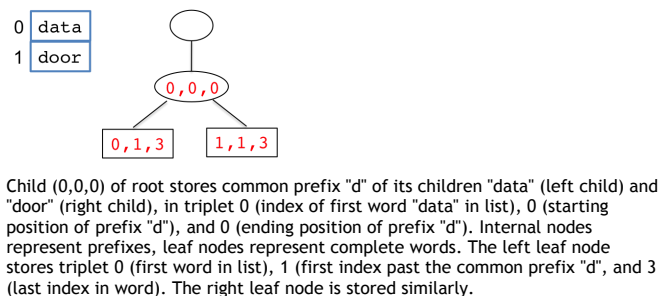 0 data
1 door
0,0,0
0,1,3 1,1,3
Child (0,0,0) of root stores common prefix "d" of its children "data" (left child) and
"door" (right child), in triplet 0 (index of first word "data" in list), 0 (starting
position of prefix "d"), and 0 (ending position of prefix "d"). Internal nodes
represent prefixes, leaf nodes represent complete words. The left leaf node
stores triplet 0 (first word in list), 1 (first index past the common prefix "d", and 3
(last index in word). The right leaf node is stored similarly.